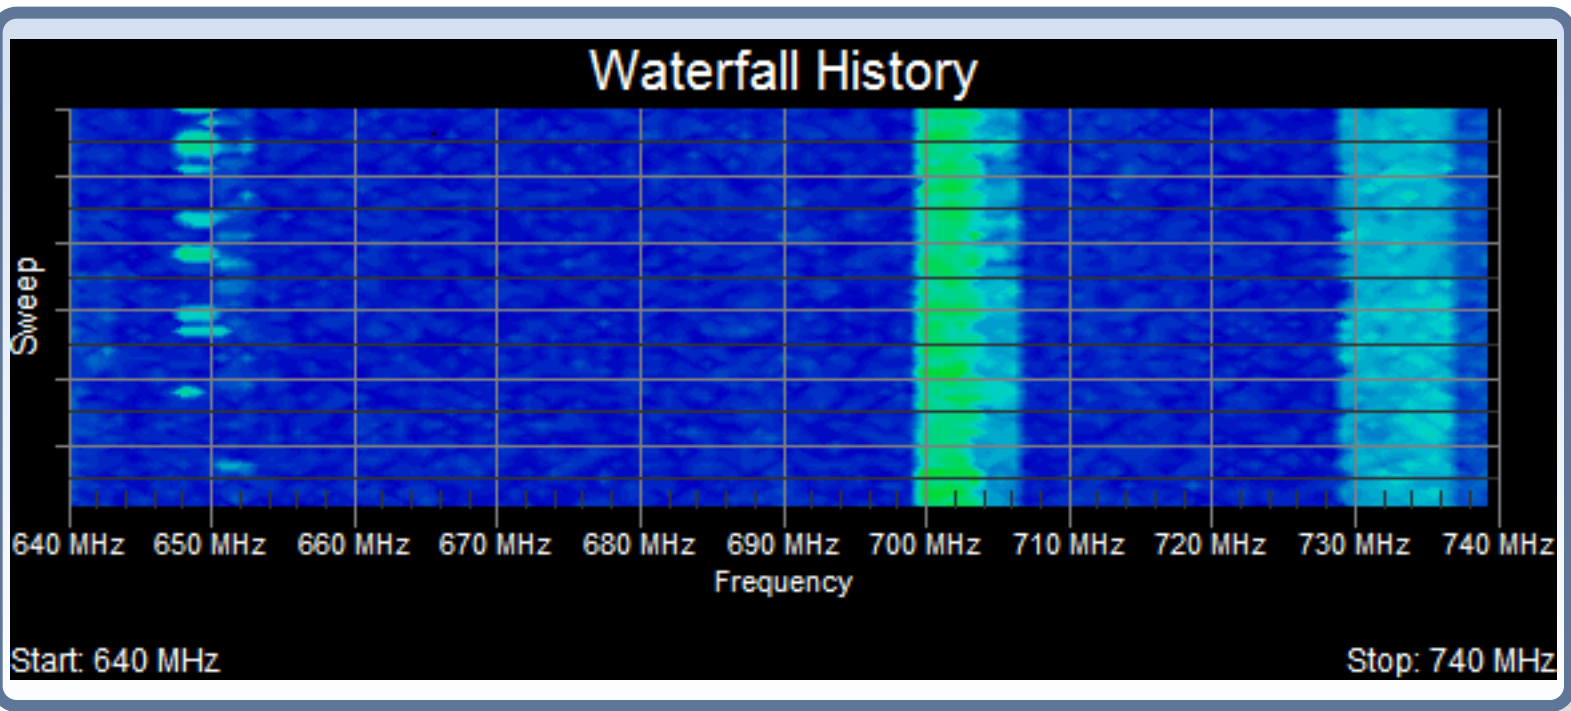 Waterfall History
Sweep
640 MHz 650 MHz 660 MHz 670 MHz 680 MHz 690 MHz 700 MHz 710 MHz 720 MHz 730 MHz 740 MHz
Frequency
Start: 640 MHz
Stop: 740 MHz